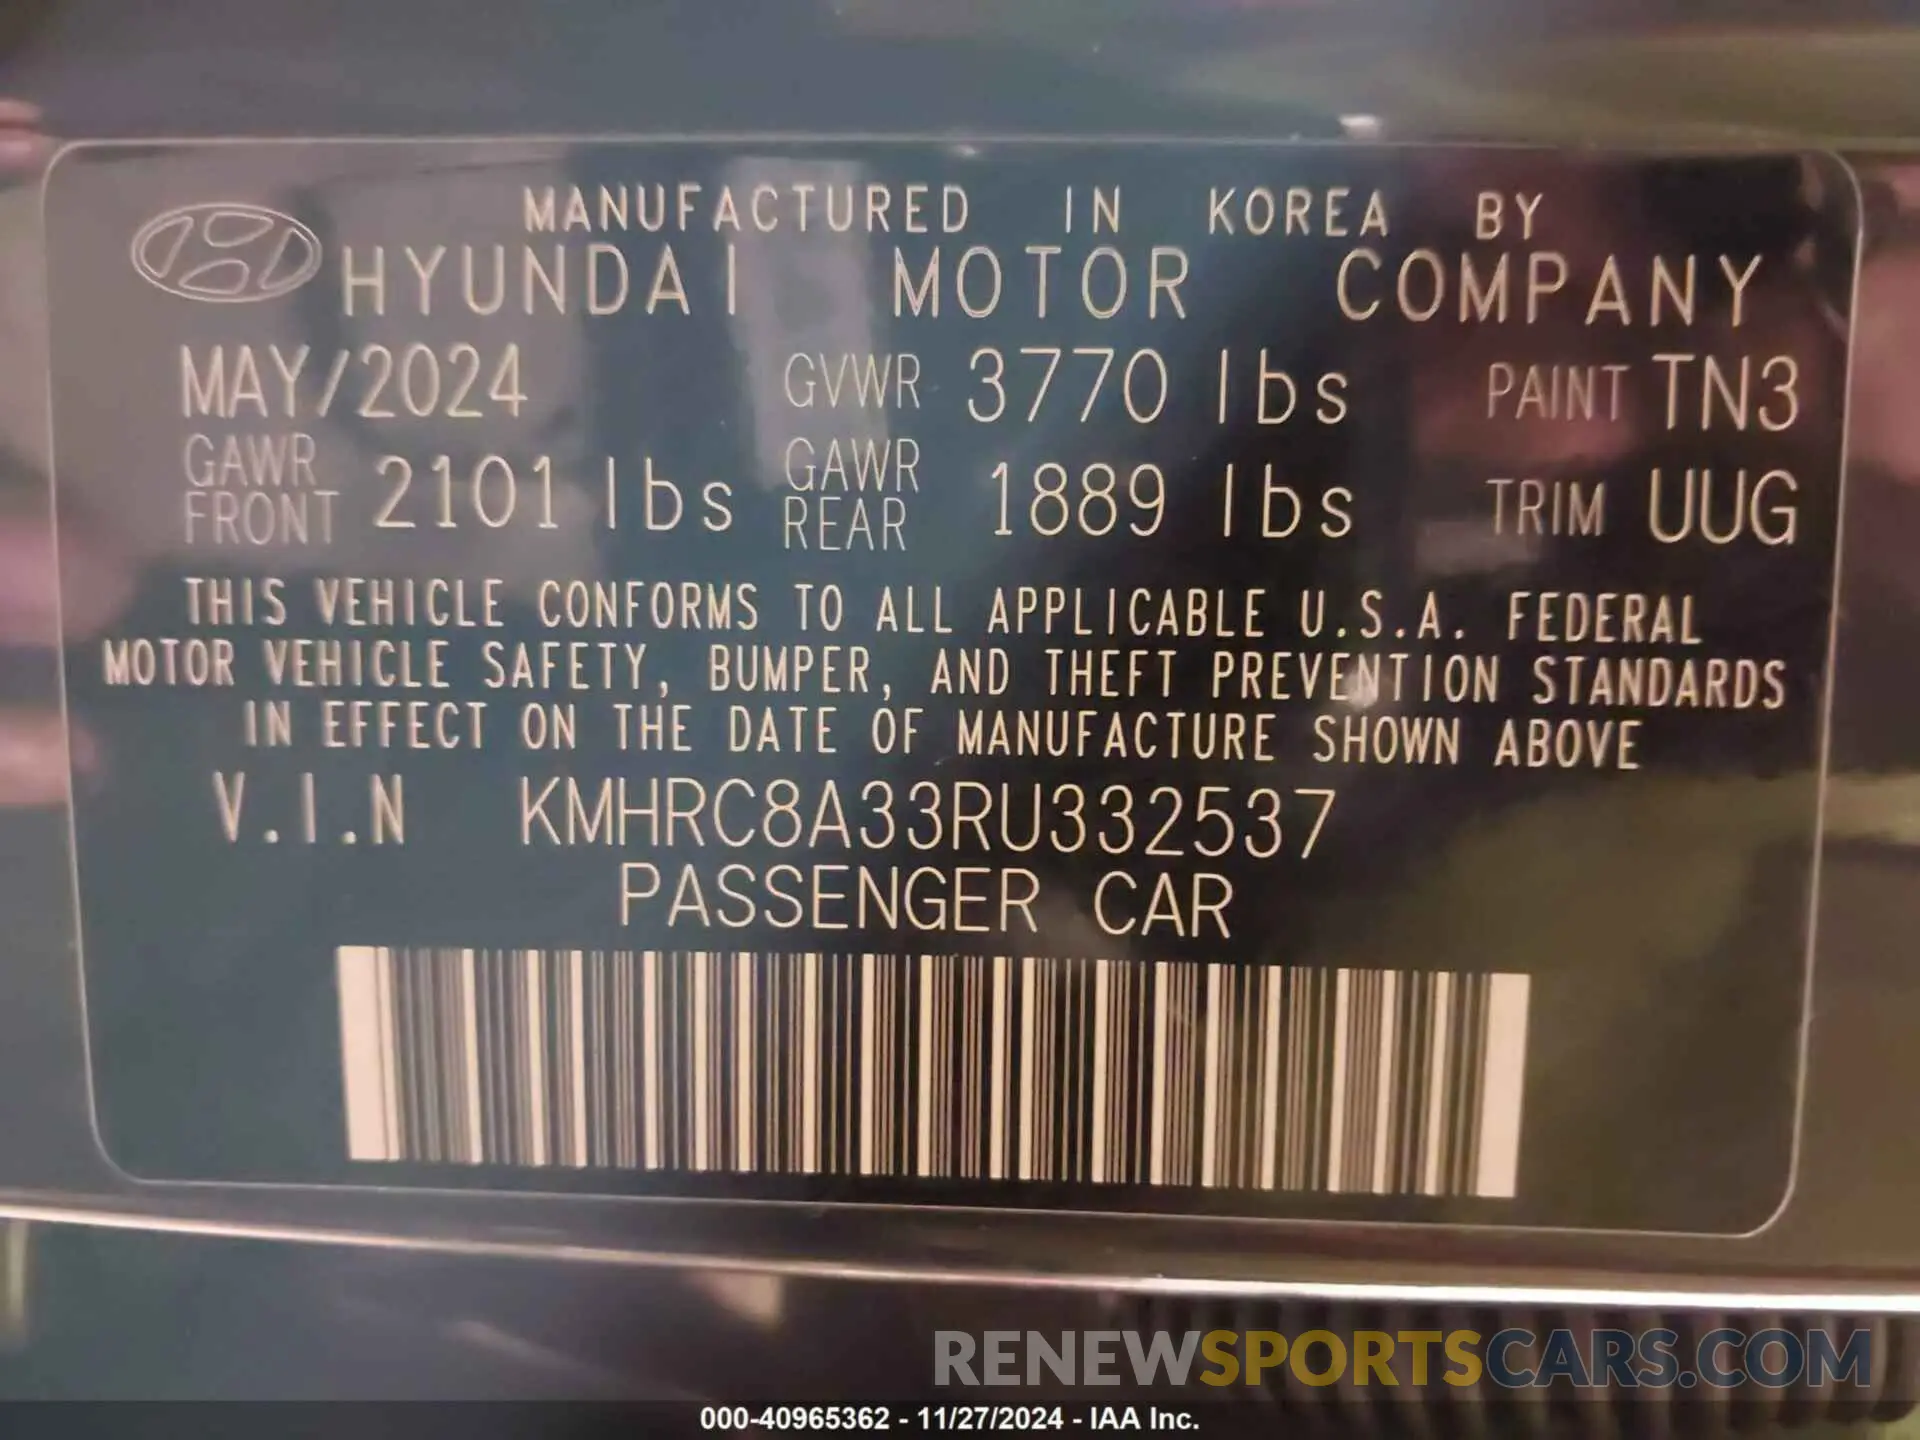 MANUFACTURED IN KOREA BY
HYUNDAI MOTOR COMPANY
MAY/2024 GVWR 3770 lbs PAINT TN3
GAWR FRONT 2101 lbs GAWR REAR 1889 lbs TRIM UUG
THIS VEHICLE CONFORMS TO ALL APPLICABLE U.S.A. FEDERAL
MOTOR VEHICLE SAFETY, BUMPER, AND THEFT PREVENTION STANDARDS
IN EFFECT ON THE DATE OF MANUFACTURE SHOWN ABOVE
V.I.N KMHRC8A33RU332537
PASSENGER CAR
RENEWSPORTSCARS.COM
000-40965362 - 11/27/2024 - IAA Inc.